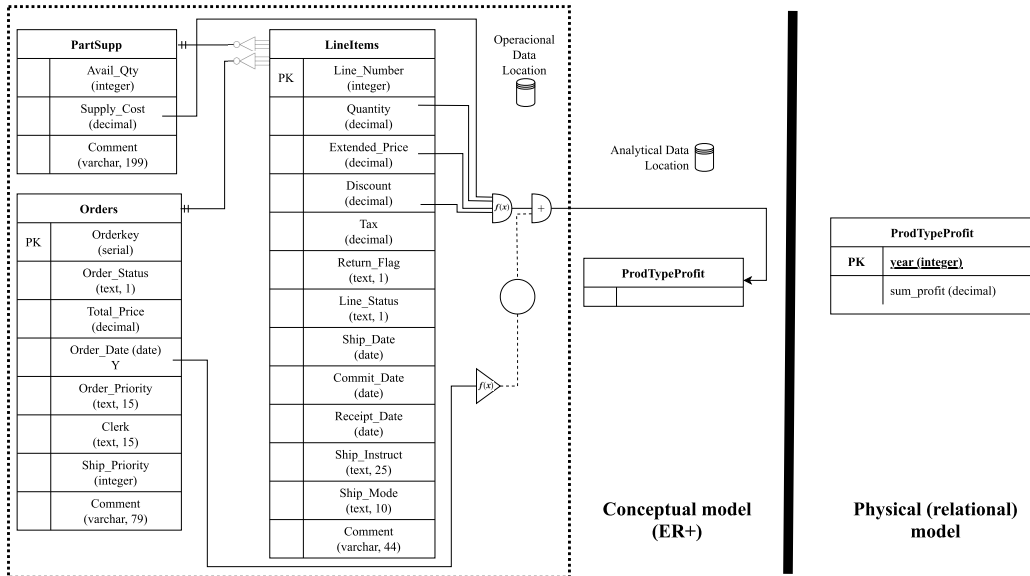 PartSupp
Avail_Qty
(integer)
Supply_Cost
(decimal)
Comment
(varchar, 199)
Orders
PK
Orderkey
(serial)
Order_Status
(text, 1)
Total_Price
(decimal)
Order_Date (date)
Y
Order_Priority
(text, 15)
Clerk
(text, 15)
Ship_Priority
(integer)
Comment
(varchar, 79)
LineItems
PK
Line_Number
(integer)
Quantity
(decimal)
Extended_Price
(decimal)
Discount
(decimal)
Tax
(decimal)
Return_Flag
(text, 1)
Line_Status
(text, 1)
Ship_Date
(date)
Commit_Date
(date)
Receipt_Date
(date)
Ship_Instruct
(text, 25)
Ship_Mode
(text, 10)
Comment
(varchar, 44)
Operacional
Data
Location
f(x)
+
f(x)
Analytical Data
Location
ProdTypeProfit
Conceptual model
(ER+)
ProdTypeProfit
PK
year (integer)
sum_profit (decimal)
Physical (relational)
model